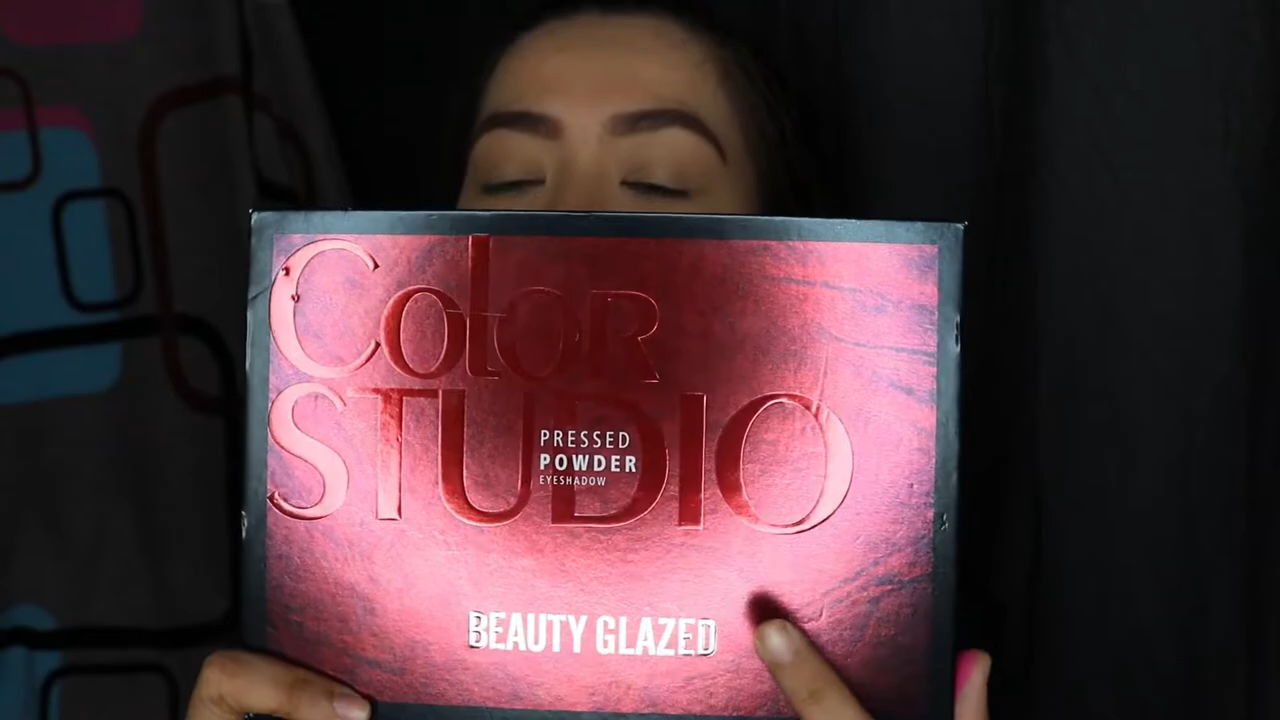 Color
STUDIO
PRESSED
POWDER
EYESHADOW
BEAUTY GLAZED